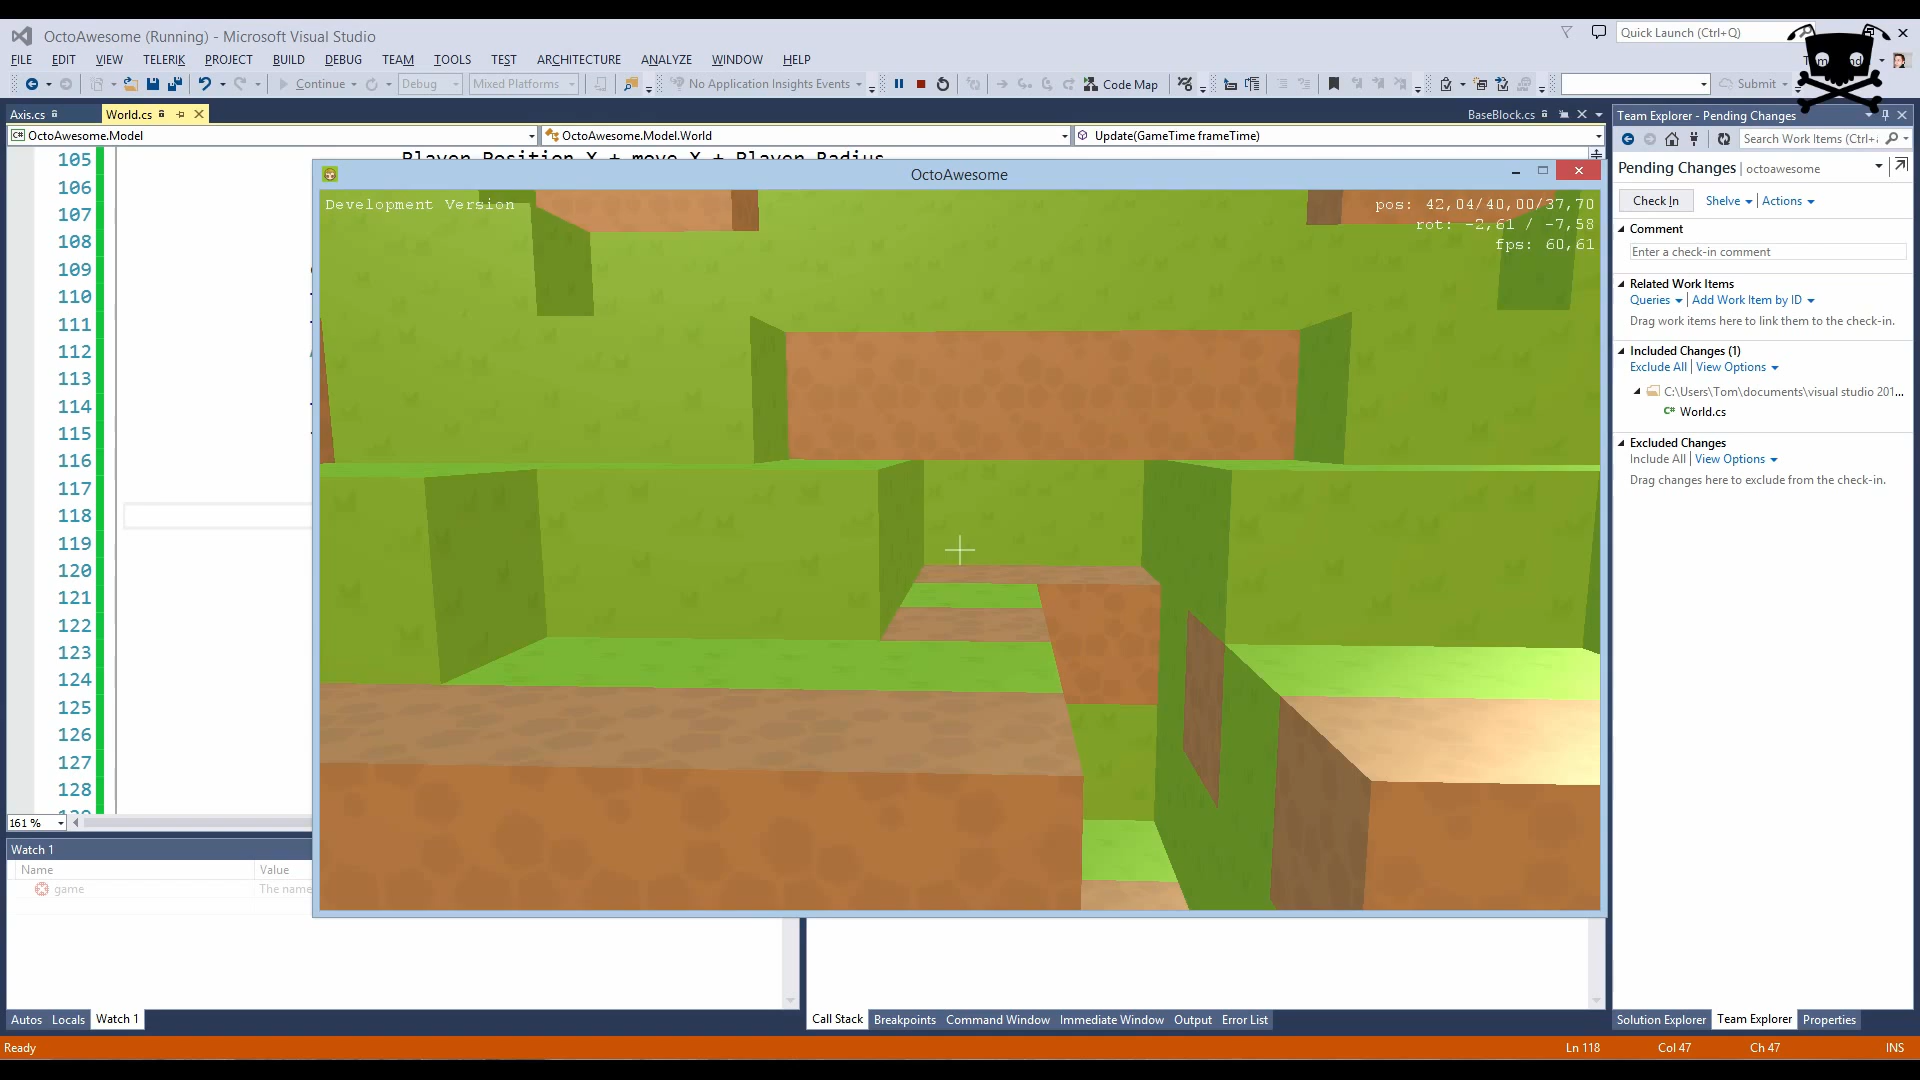 OctoAwesome (Running) - Microsoft Visual Studio
Quick Launch (Ctrl+Q)
FILE EDIT VIEW TELERIK PROJECT BUILD DEBUG TEAM TOOLS TEST ARCHITECTURE ANALYZE WINDOW HELP
Continue Debug Mixed Platforms No Application Insights Events Code Map Submit
Axis.cs World.cs BaseBlock.cs
OctoAwesome.Model OctoAwesome.Model.World Update(GameTime frameTime)
105 Player.Position.X + move.X + Player.Radius
106
107
108
109
110
111
112
113
114
115
116
117
118
119
120
121
122
123
124
125
126
127
128
129
161 %
OctoAwesome
Development Version
pos: 42,04/40,00/37,70
rot: -2,61 / -7,58
fps: 60,61
Watch 1
Name Value
game The name
Autos Locals Watch 1
Call Stack Breakpoints Command Window Immediate Window Output Error List
Team Explorer - Pending Changes
Search Work Items (Ctrl+
Pending Changes | octoawesome
Check In Shelve Actions
Comment
Enter a check-in comment
Related Work Items
Queries Add Work Item by ID
Drag work items here to link them to the check-in.
Included Changes (1)
Exclude All View Options
C:\Users\Tom\documents\visual studio 201...
C# World.cs
Excluded Changes
Include All View Options
Drag changes here to exclude from the check-in.
Solution Explorer Team Explorer Properties
Ready Ln 118 Col 47 Ch 47 INS